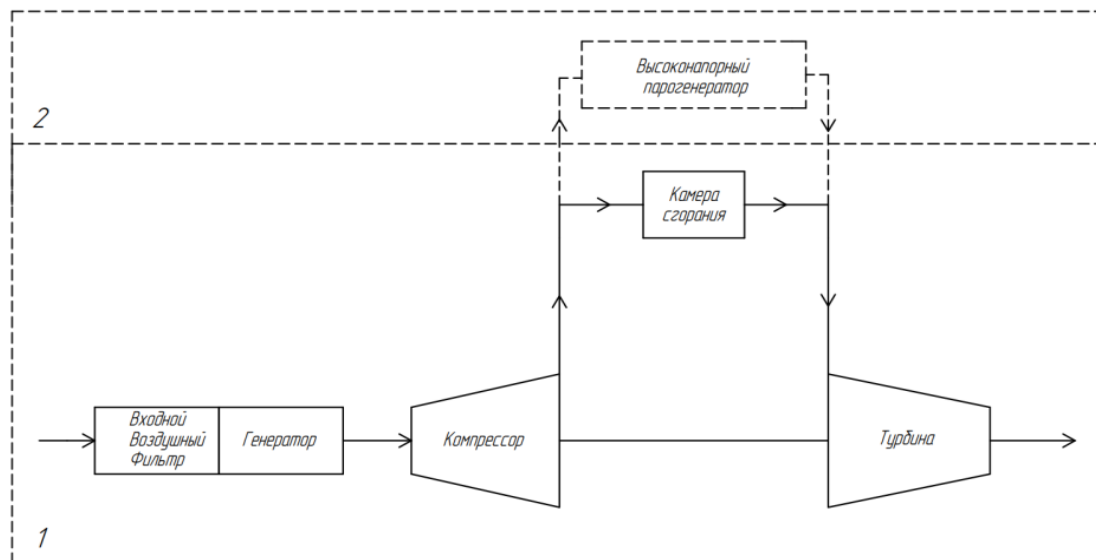 Высоконапорный
парогенератор
2
Камера
сгорания
Входной
Воздушный
Фильтр
Генератор
Компрессор
Турбина
1